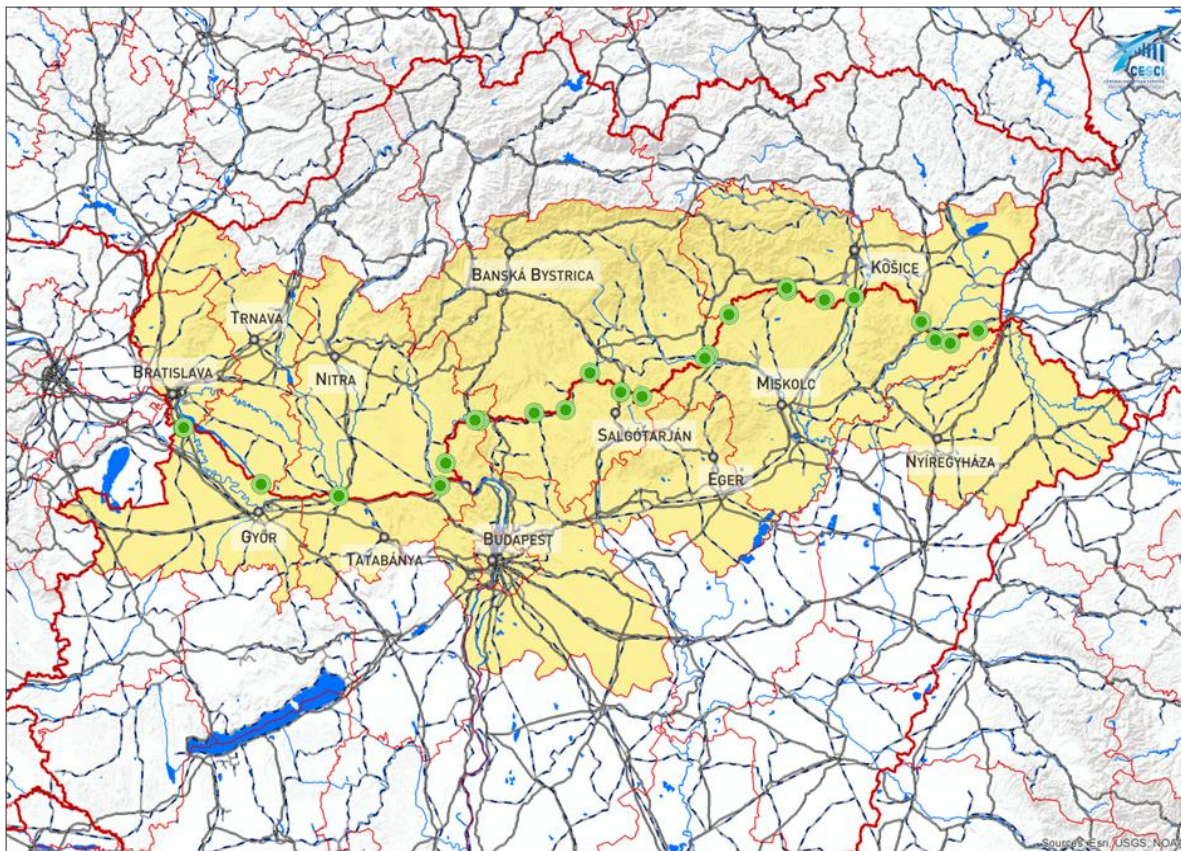 CESCI
Banská Bystrica
Košice
Trnava
Bratislava
Nitra
Miskolc
Salgótarján
Nyíregyháza
Eger
Győr
Budapest
Tatabánya
Sources: Esri, USGS, NOAA